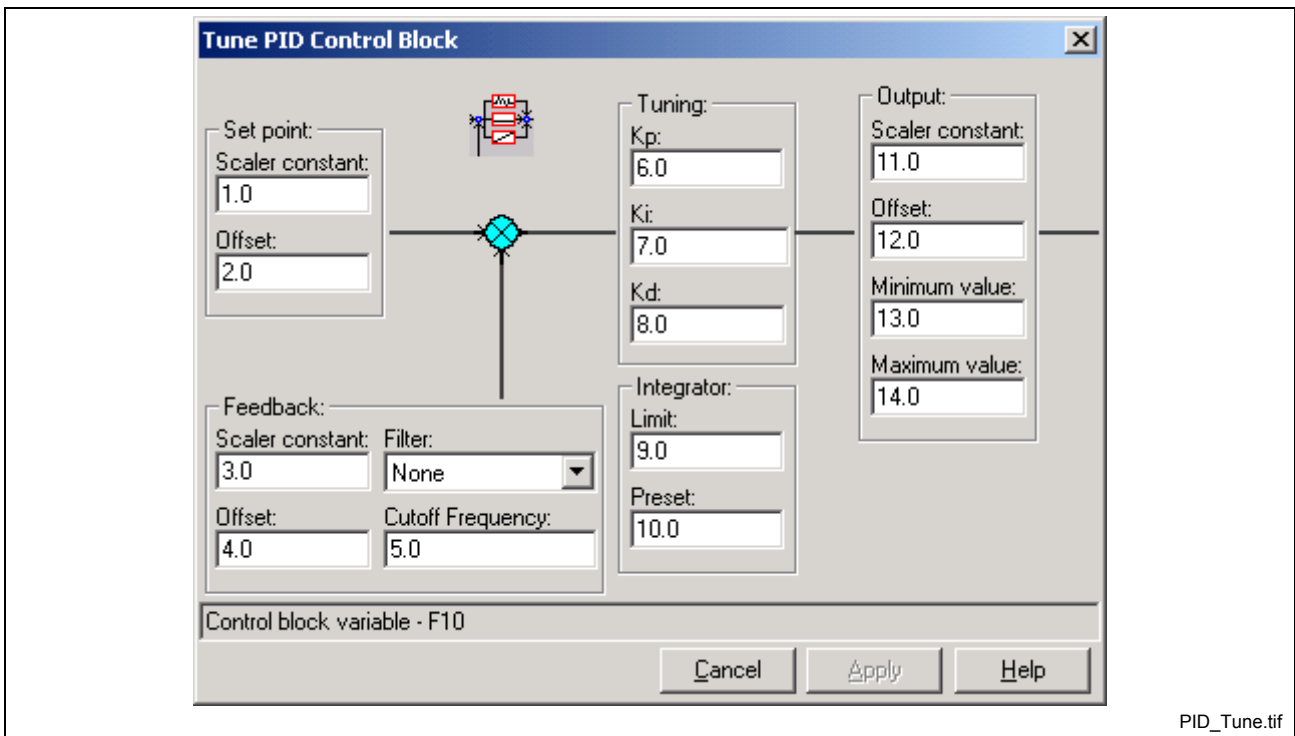 Tune PID Control Block
Set point:
Scaler constant:
1.0
Offset:
2.0
Feedback:
Scaler constant:
3.0
Offset:
4.0
Filter:
None
Cutoff Frequency:
5.0
Tuning:
Kp:
6.0
Ki:
7.0
Kd:
8.0
Integrator:
Limit:
9.0
Preset:
10.0
Output:
Scaler constant:
11.0
Offset:
12.0
Minimum value:
13.0
Maximum value:
14.0
Control block variable - F10
Cancel
Apply
Help
PID_Tune.tif